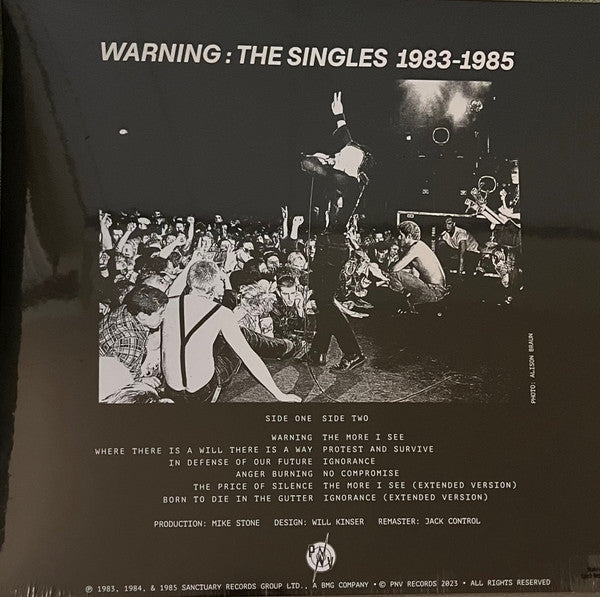 WARNING : THE SINGLES 1983-1985
PHOTO: ALISON BRAUN
SIDE ONE SIDE TWO
WARNING THE MORE I SEE
WHERE THERE IS A WILL THERE IS A WAY PROTEST AND SURVIVE
IN DEFENSE OF OUR FUTURE IGNORANCE
ANGER BURNING NO COMPROMISE
THE PRICE OF SILENCE THE MORE I SEE (EXTENDED VERSION)
BORN TO DIE IN THE GUTTER IGNORANCE (EXTENDED VERSION)
PRODUCTION: MIKE STONE DESIGN: WILL KINSER REMASTER: JACK CONTROL
PNV
℗ 1983, 1984, & 1985 SANCTUARY RECORDS GROUP LTD., A BMG COMPANY • © PNV RECORDS 2023 • ALL RIGHTS RESERVED